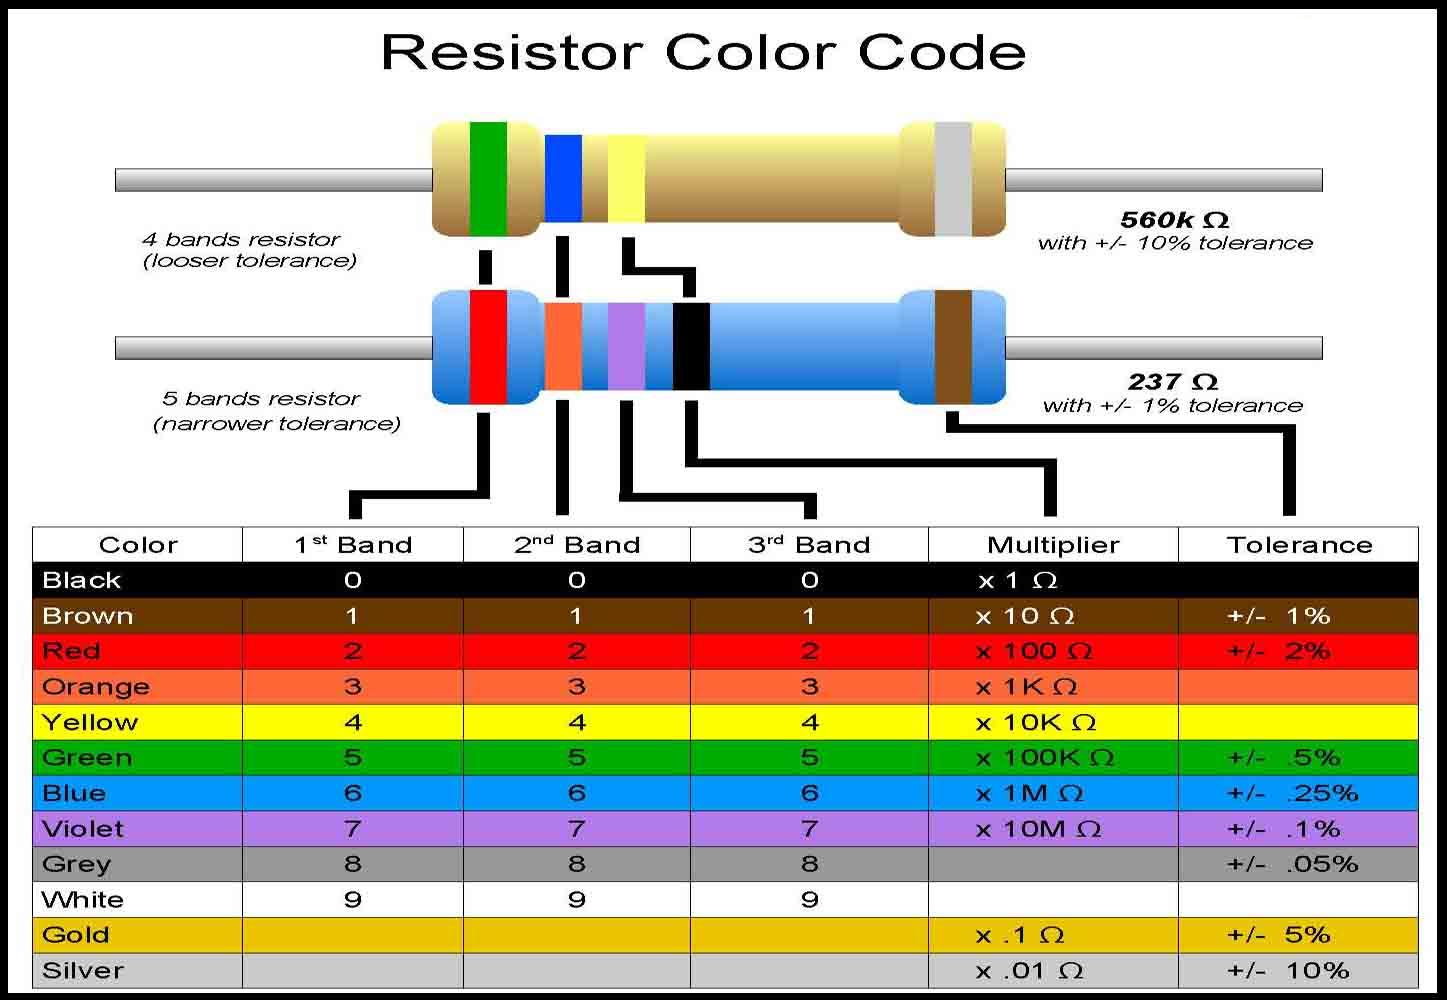 Resistor Color Code
4 bands resistor
(looser tolerance)
560k Ω
with +/- 10% tolerance
5 bands resistor
(narrower tolerance)
237 Ω
with +/- 1% tolerance
Color 1st Band 2nd Band 3rd Band Multiplier Tolerance
Black 0 0 0 x 1 Ω
Brown 1 1 1 x 10 Ω +/- 1%
Red 2 2 2 x 100 Ω +/- 2%
Orange 3 3 3 x 1K Ω
Yellow 4 4 4 x 10K Ω
Green 5 5 5 x 100K Ω +/- .5%
Blue 6 6 6 x 1M Ω +/- .25%
Violet 7 7 7 x 10M Ω +/- .1%
Grey 8 8 8 +/- .05%
White 9 9 9
Gold x .1 Ω +/- 5%
Silver x .01 Ω +/- 10%